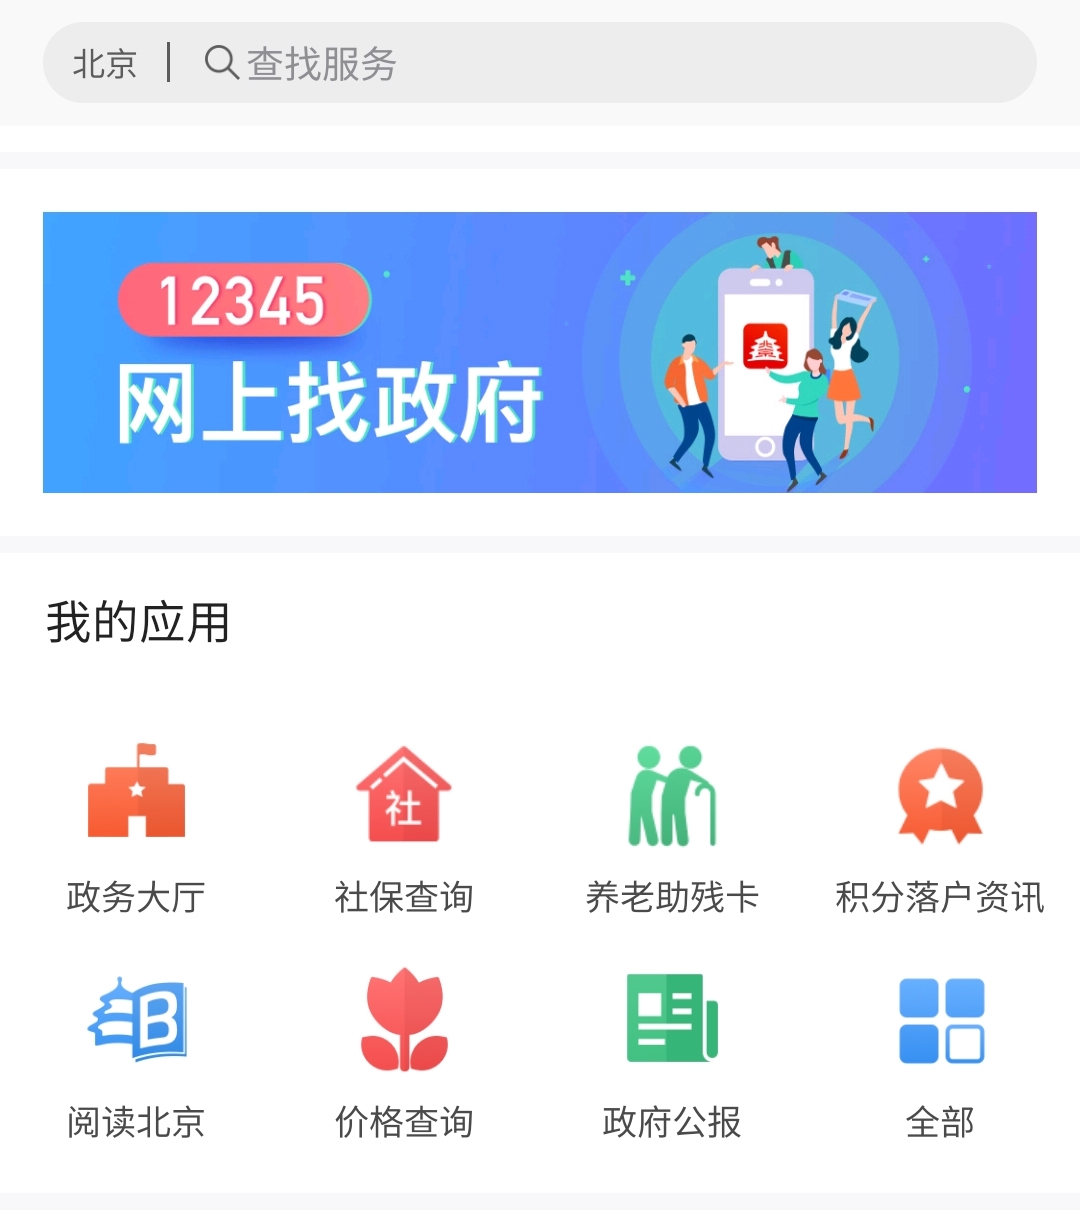 北京 | 查找服务
12345
网上找政府
我的应用
政务大厅 社保查询 养老助残卡 积分落户资讯
阅读北京 价格查询 政府公报 全部